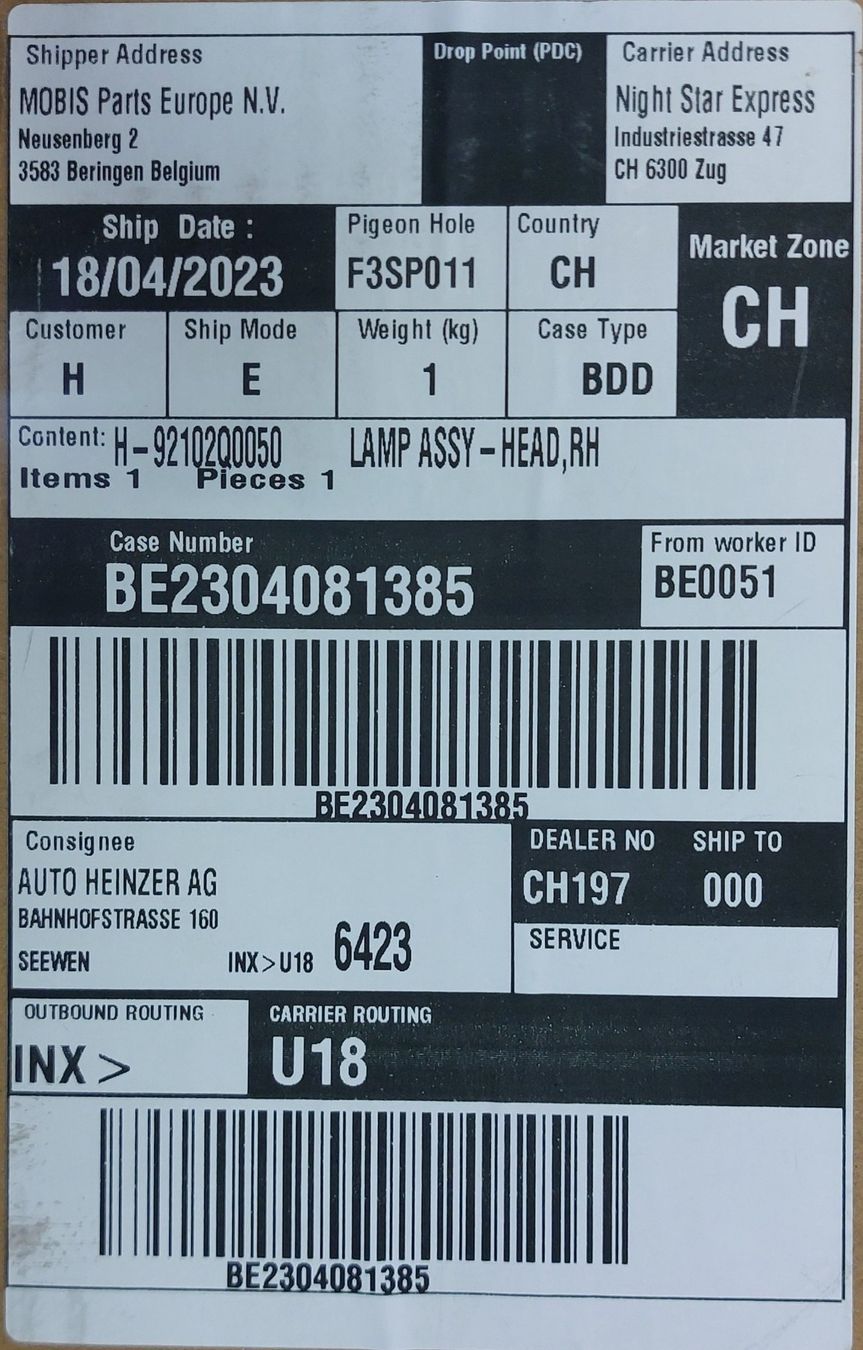 Shipper Address
MOBIS Parts Europe N.V.
Neusenberg 2
3583 Beringen Belgium
Drop Point (PDC)
Carrier Address
Night Star Express
Industriestrasse 47
CH 6300 Zug
Ship Date :
18/04/2023
Pigeon Hole
F3SP011
Country
CH
Market Zone
CH
Customer
H
Ship Mode
E
Weight (kg)
1
Case Type
BDD
Content: H-92102Q0050 LAMP ASSY-HEAD,RH
Items 1 Pieces 1
Case Number
BE2304081385
From worker ID
BE0051
BE2304081385
Consignee
AUTO HEINZER AG
BAHNHOFSTRASSE 160
SEEWEN INX>U18 6423
DEALER NO SHIP TO
CH197 000
SERVICE
OUTBOUND ROUTING
INX >
CARRIER ROUTING
U18
BE2304081385